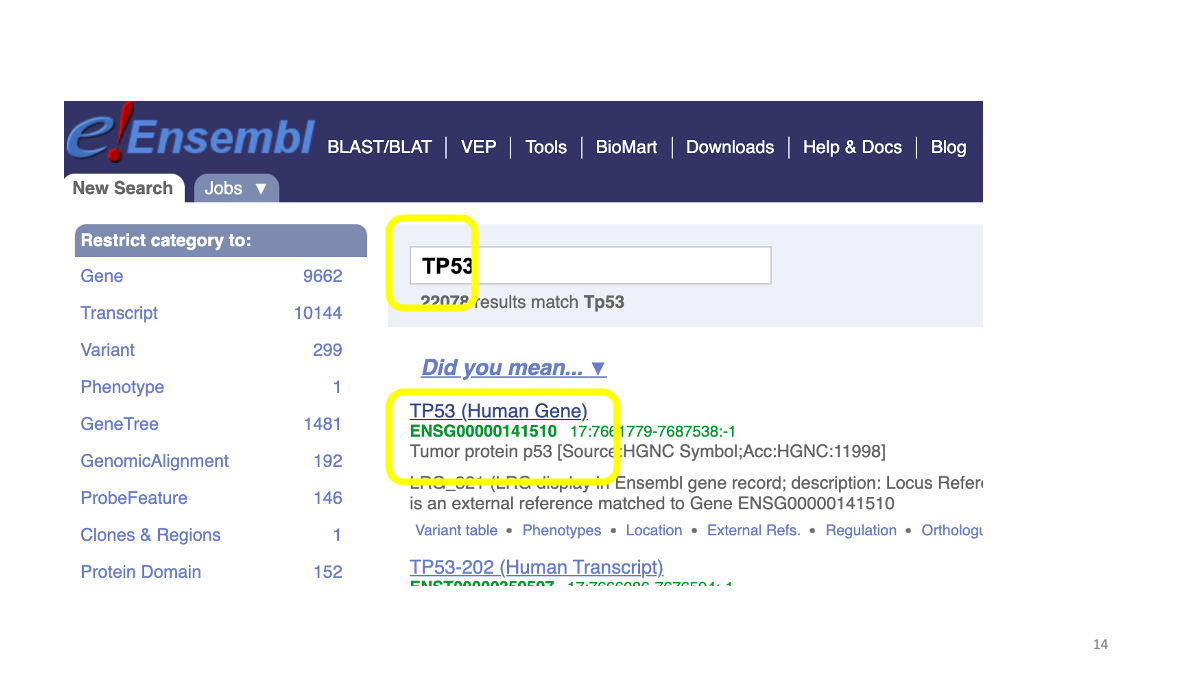 e!Ensembl BLAST/BLAT | VEP | Tools | BioMart | Downloads | Help & Docs | Blog
New Search Jobs ▼
Restrict category to:
Gene 9662
Transcript 10144
Variant 299
Phenotype 1
GeneTree 1481
GenomicAlignment 192
ProbeFeature 146
Clones & Regions 1
Protein Domain 152
TP53
22078 results match Tp53
Did you mean... ▼
TP53 (Human Gene)
ENSG00000141510 17:7661779-7687538:-1
Tumor protein p53 [Source:HGNC Symbol;Acc:HGNC:11998]
LRG_321 (LRG display in Ensembl gene record; description: Locus Refere
is an external reference matched to Gene ENSG00000141510
Variant table • Phenotypes • Location • External Refs. • Regulation • Orthologu
TP53-202 (Human Transcript)
14